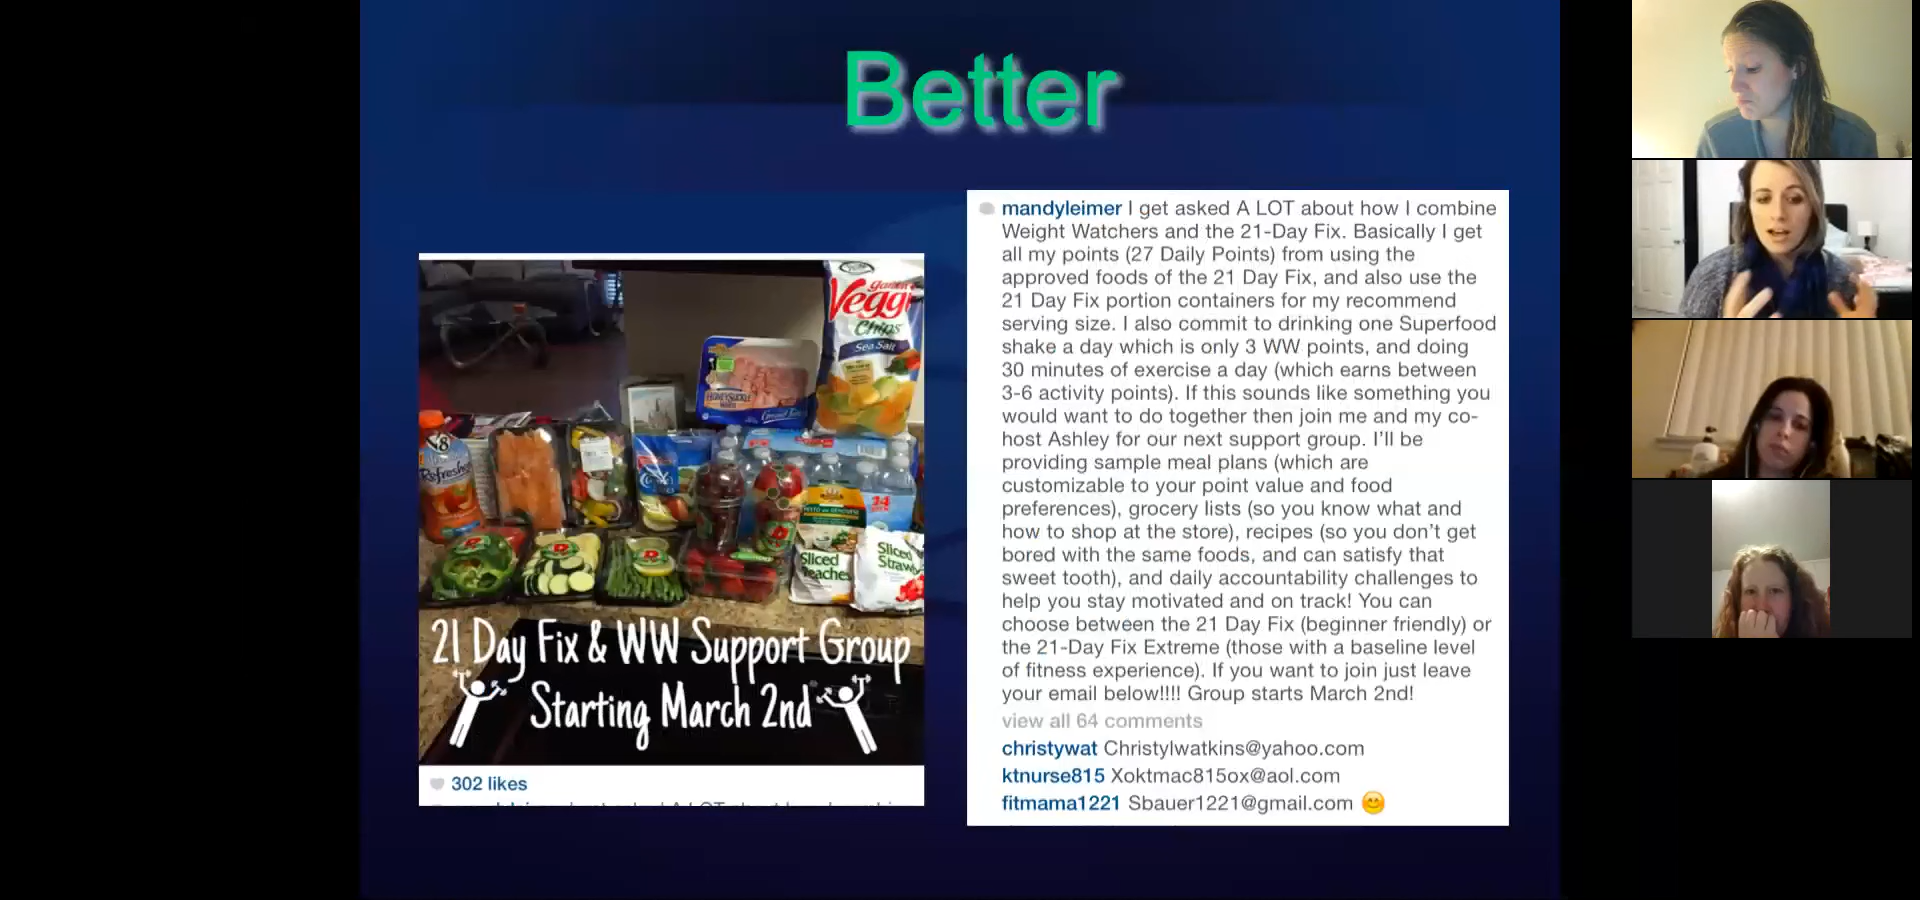 Better
mandyleimer I get asked A LOT about how I combine
Weight Watchers and the 21-Day Fix. Basically I get
all my points (27 Daily Points) from using the
approved foods of the 21 Day Fix, and also use the
21 Day Fix portion containers for my recommend
serving size. I also commit to drinking one Superfood
shake a day which is only 3 WW points, and doing
30 minutes of exercise a day (which earns between
3-6 activity points). If this sounds like something you
would want to do together then join me and my co-
host Ashley for our next support group. I'll be
providing sample meal plans (which are
customizable to your point value and food
preferences), grocery lists (so you know what and
how to shop at the store), recipes (so you don't get
bored with the same foods, and can satisfy that
sweet tooth), and daily accountability challenges to
help you stay motivated and on track! You can
choose between the 21 Day Fix (beginner friendly) or
the 21-Day Fix Extreme (those with a baseline level
of fitness experience). If you want to join just leave
your email below!!!! Group starts March 2nd!
view all 64 comments
christywat Christylwatkins@yahoo.com
ktnurse815 Xoktmac815ox@aol.com
fitmama1221 Sbauer1221@gmail.com 😊
Veggi
Chips
Sea Salt
V8
Refresh
24
Sliced
Peaches
Sliced
Straw
21 Day Fix & WW Support Group
Starting March 2nd
302 likes